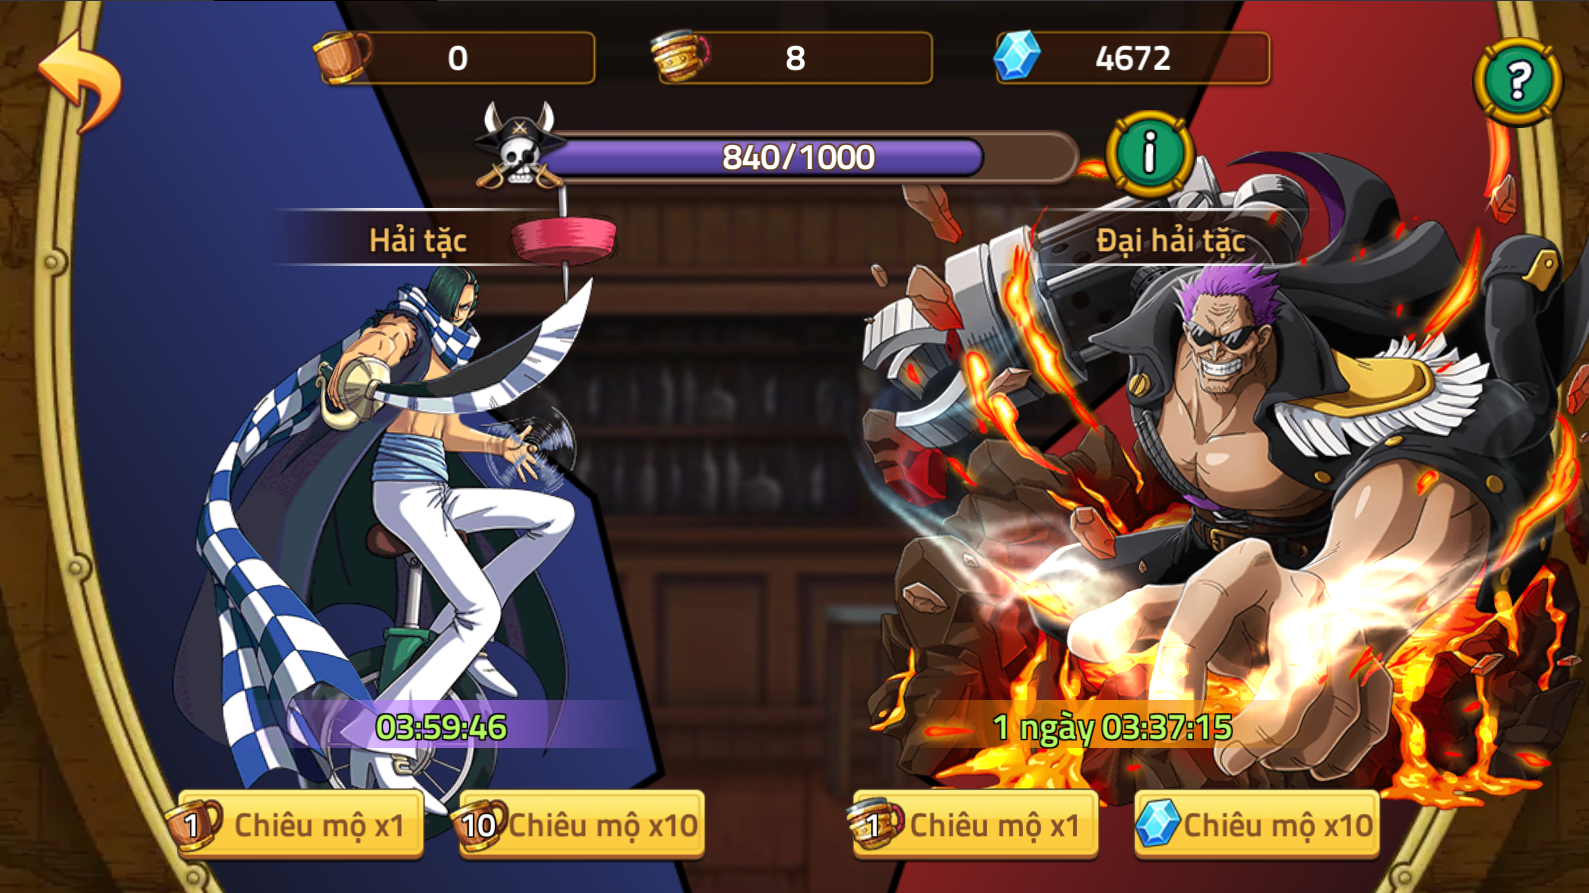 0
8
4672
?
840/1000
i
Hải tặc
Đại hải tặc
03:59:46
1 ngày 03:37:15
1 Chiêu mộ x1
10 Chiêu mộ x10
1 Chiêu mộ x1
Chiêu mộ x10